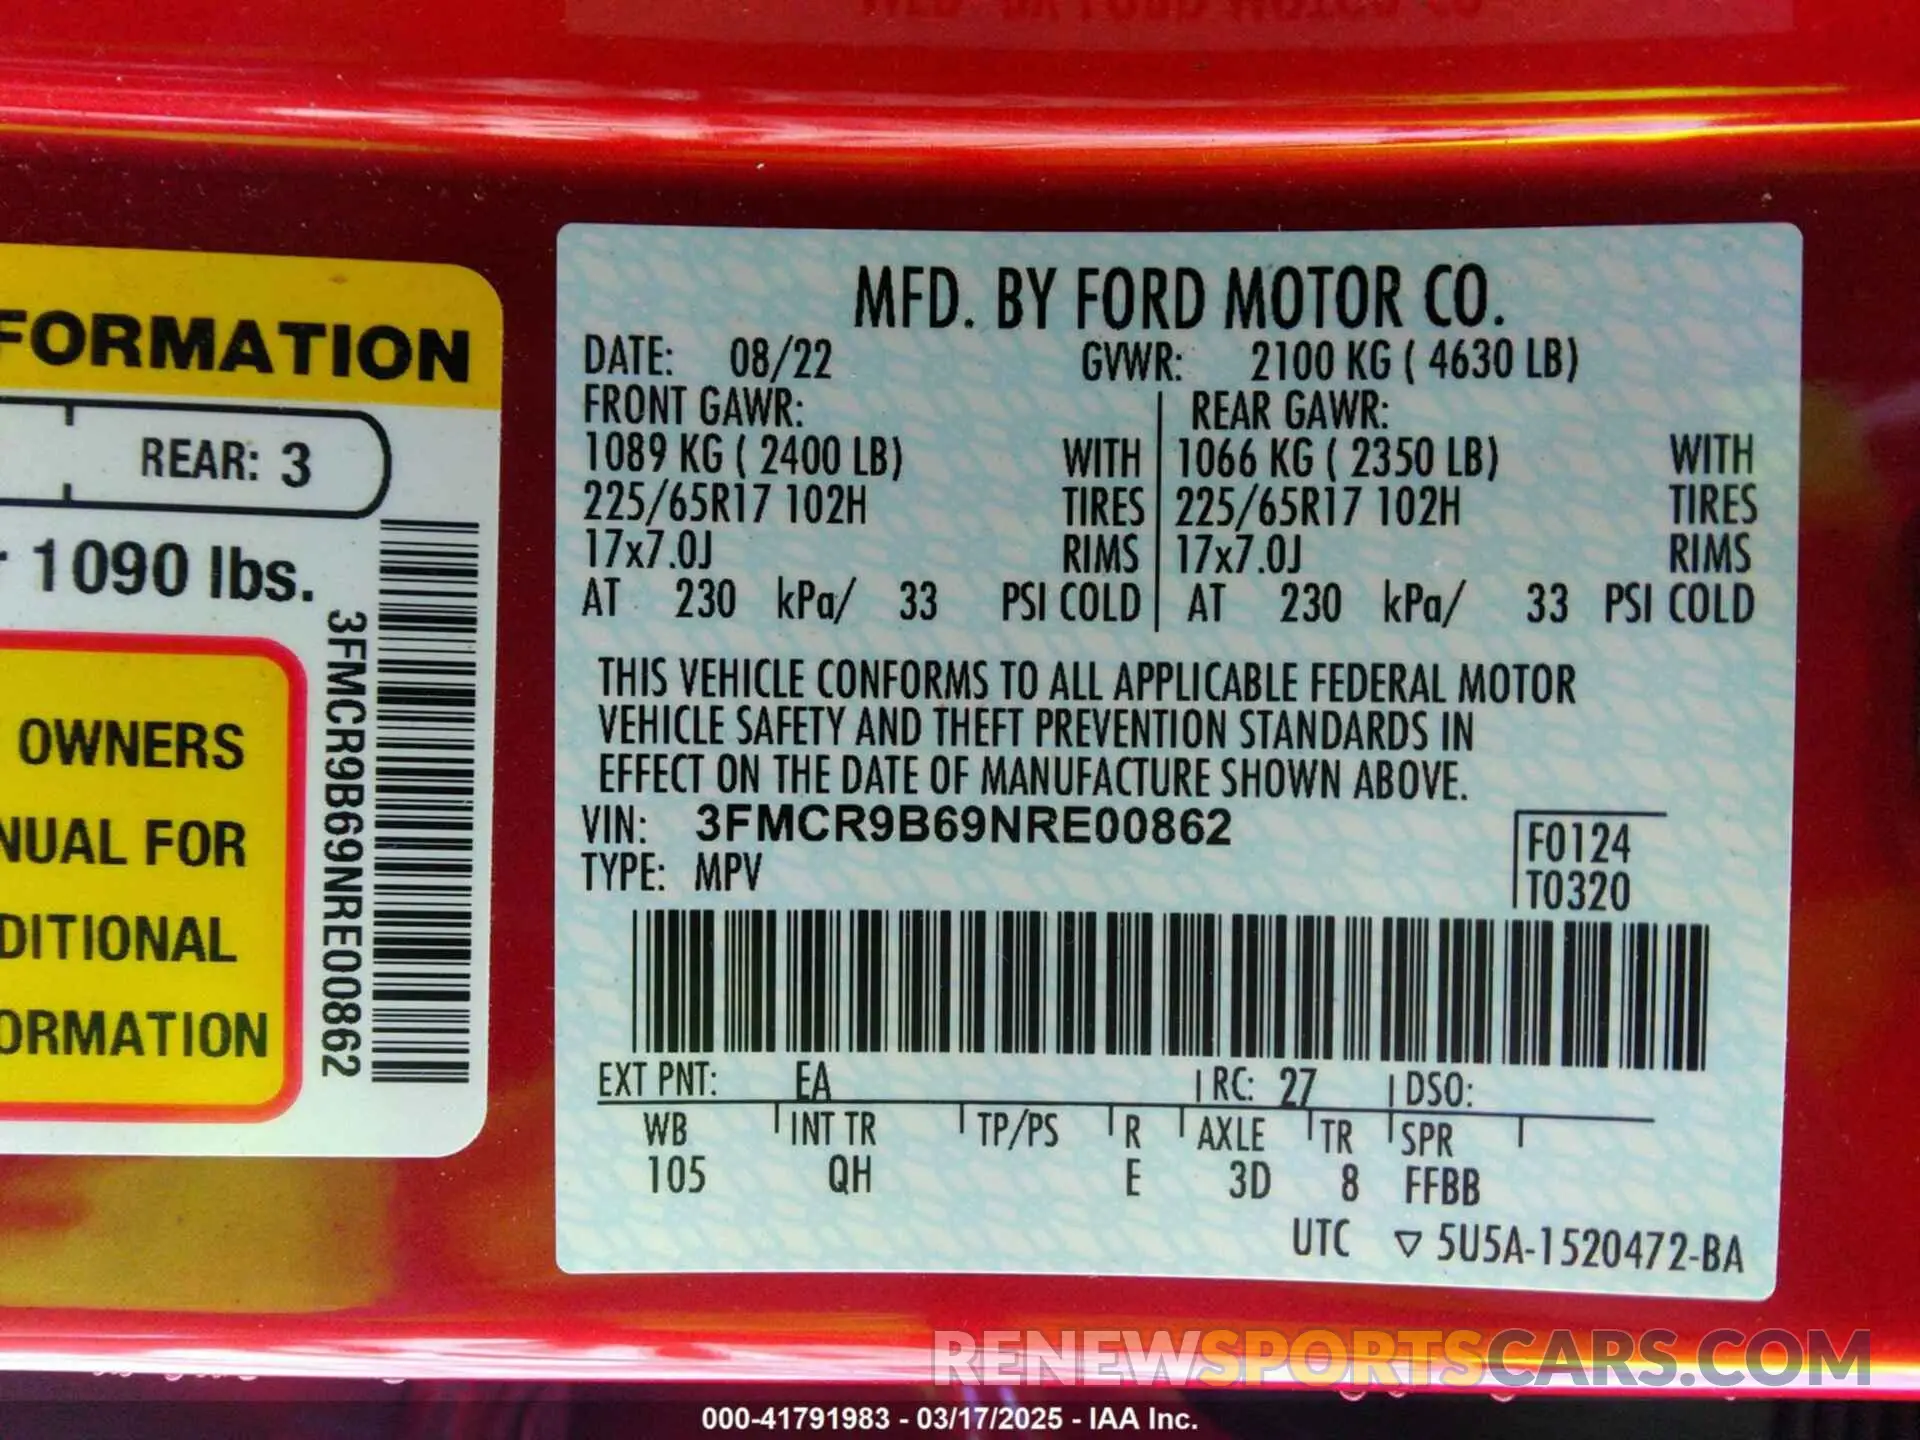 MFD. BY FORD MOTOR CO.
FORMATION
REAR: 3
1090 lbs.
OWNERS
NUAL FOR
DITIONAL
ORMATION
3FMCR9B69NRE00862
MFD. BY FORD MOTOR CO.
DATE: 08/22 GVWR: 2100 KG ( 4630 LB)
FRONT GAWR: REAR GAWR:
1089 KG ( 2400 LB) WITH 1066 KG ( 2350 LB) WITH
225/65R17 102H TIRES 225/65R17 102H TIRES
17x7.0J RIMS 17x7.0J RIMS
AT 230 kPa/ 33 PSI COLD AT 230 kPa/ 33 PSI COLD
THIS VEHICLE CONFORMS TO ALL APPLICABLE FEDERAL MOTOR
VEHICLE SAFETY AND THEFT PREVENTION STANDARDS IN
EFFECT ON THE DATE OF MANUFACTURE SHOWN ABOVE.
VIN: 3FMCR9B69NRE00862
TYPE: MPV
F0124
T0320
EXT PNT: EA RC: 27 DSO:
WB INT TR TP/PS R AXLE TR SPR
105 QH E 3D 8 FFBB
UTC ▽ 5U5A-1520472-BA
RENEWSPORTSCARS.COM
000-41791983 - 03/17/2025 - IAA Inc.